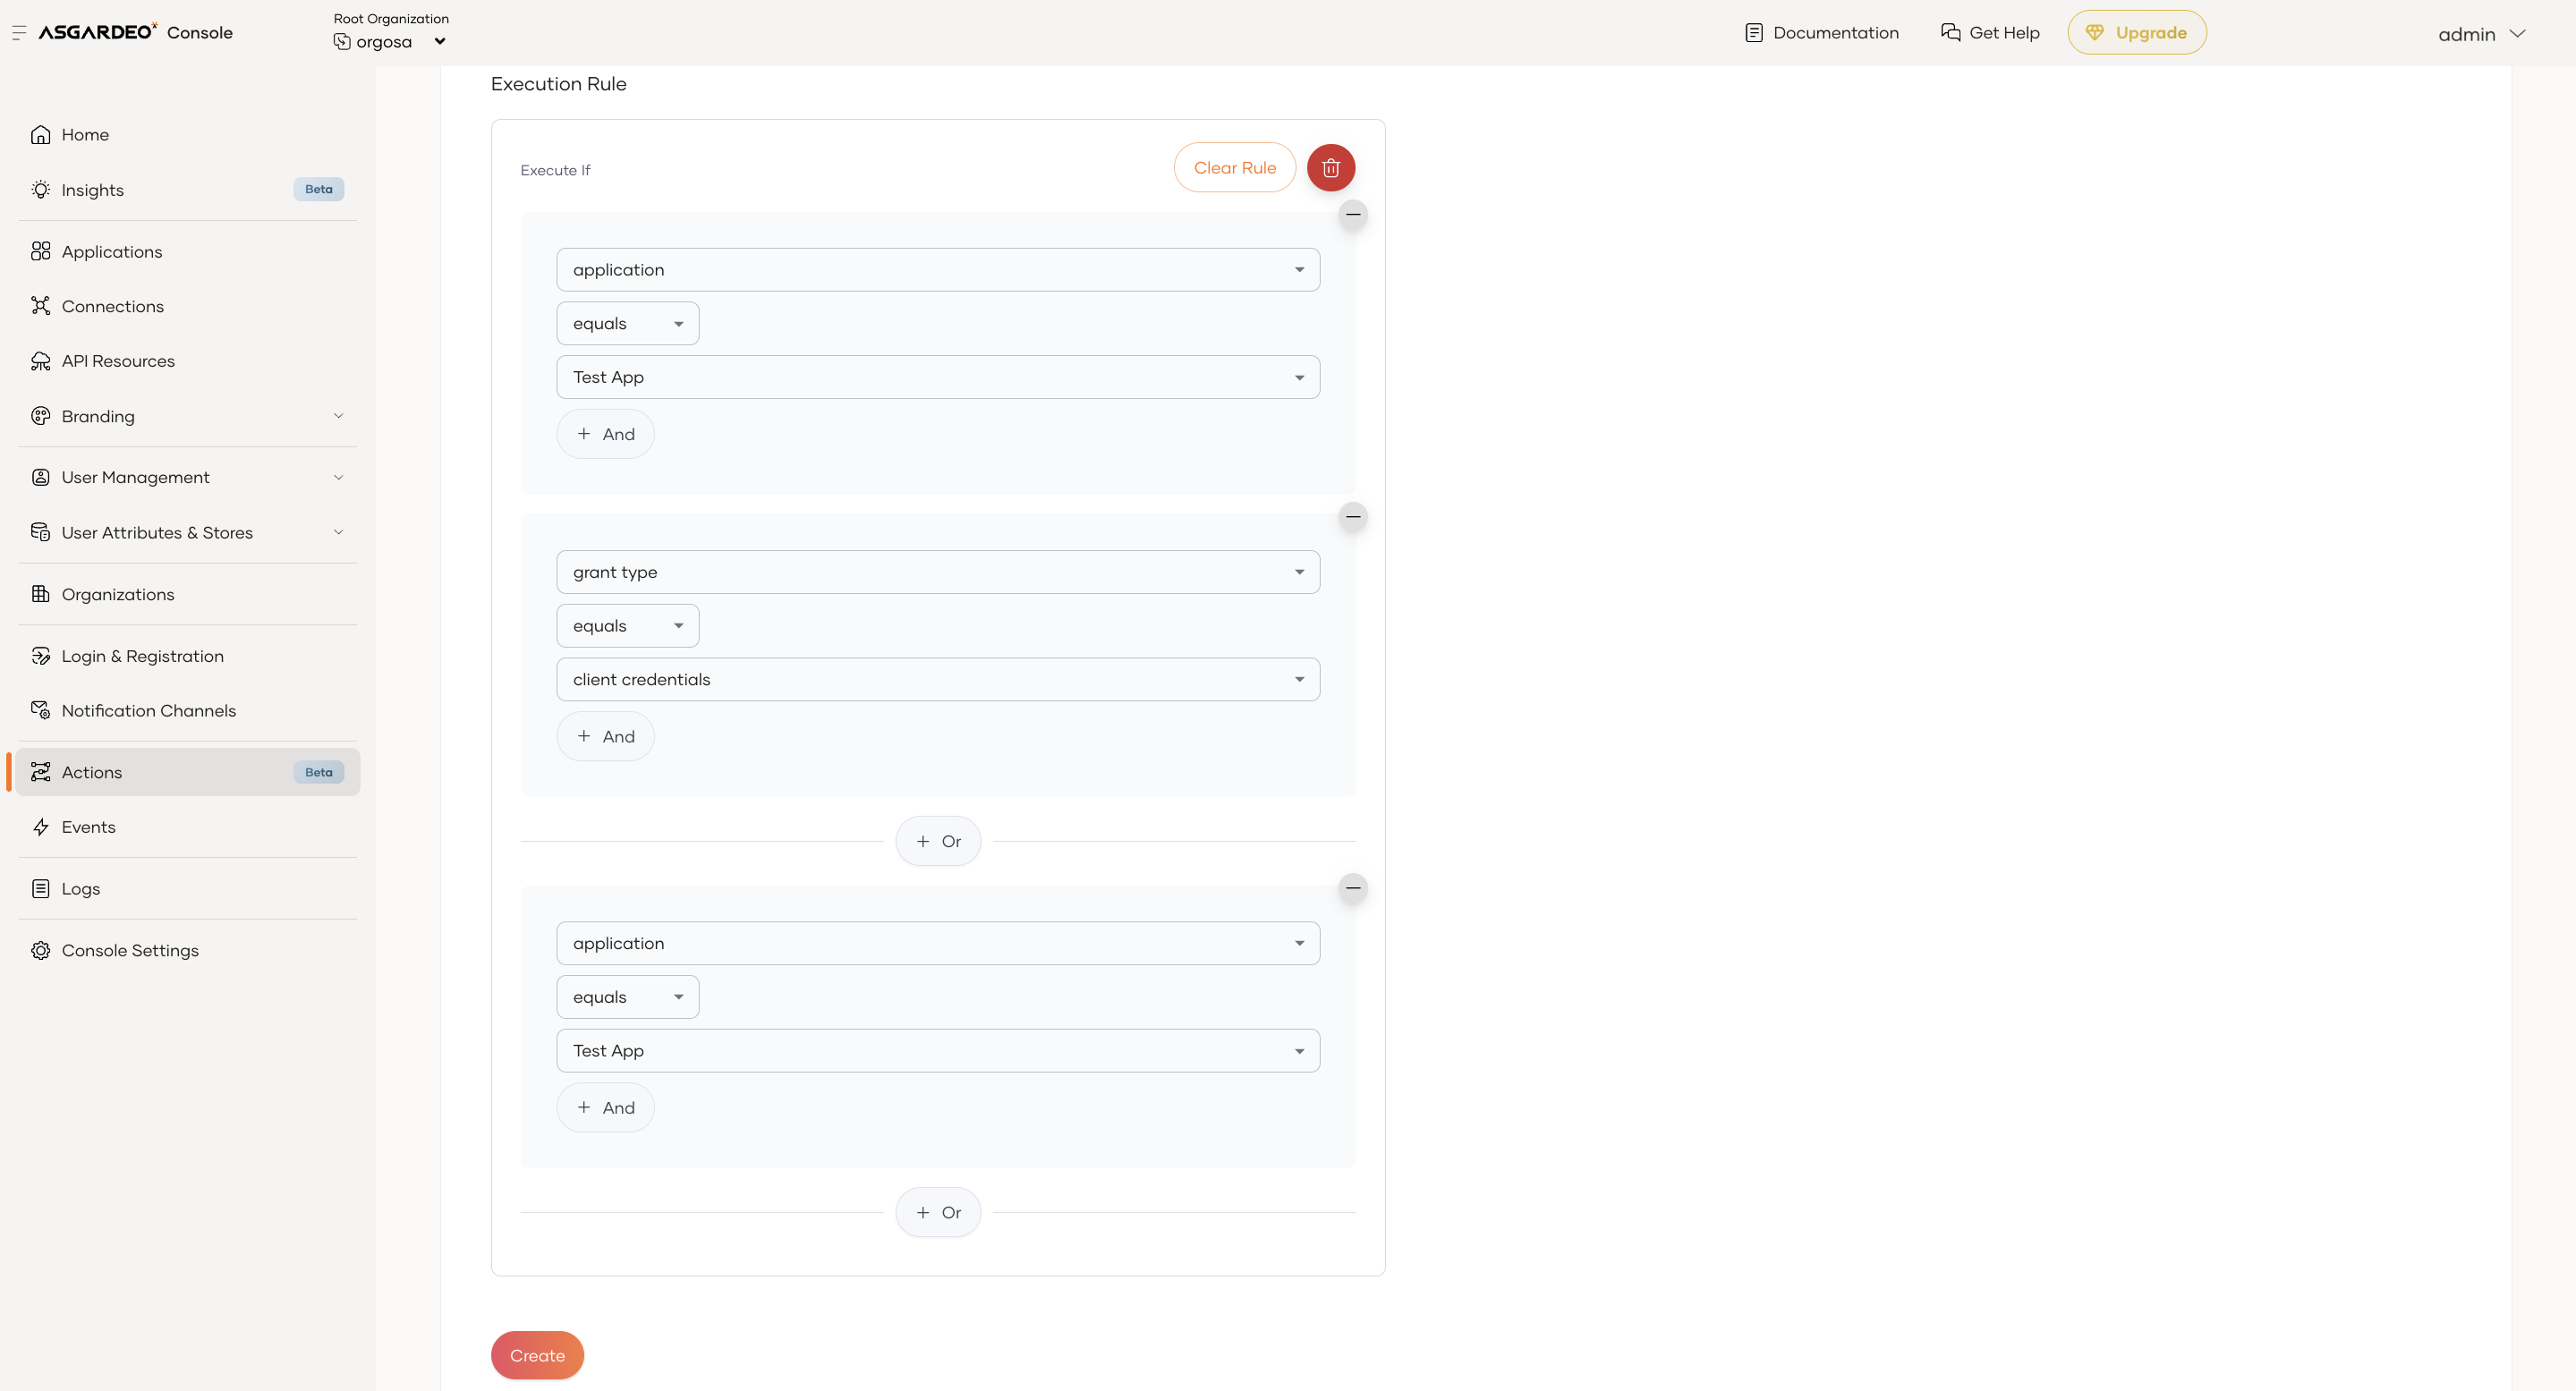 ASGARDEO Console
Root Organization
orgosa
Documentation
Get Help
Upgrade
admin
Home
Insights Beta
Applications
Connections
API Resources
Branding
User Management
User Attributes & Stores
Organizations
Login & Registration
Notification Channels
Actions Beta
Events
Logs
Console Settings
Execution Rule
Execute If
Clear Rule
application
equals
Test App
+ And
grant type
equals
client credentials
+ And
+ Or
application
equals
Test App
+ And
+ Or
Create